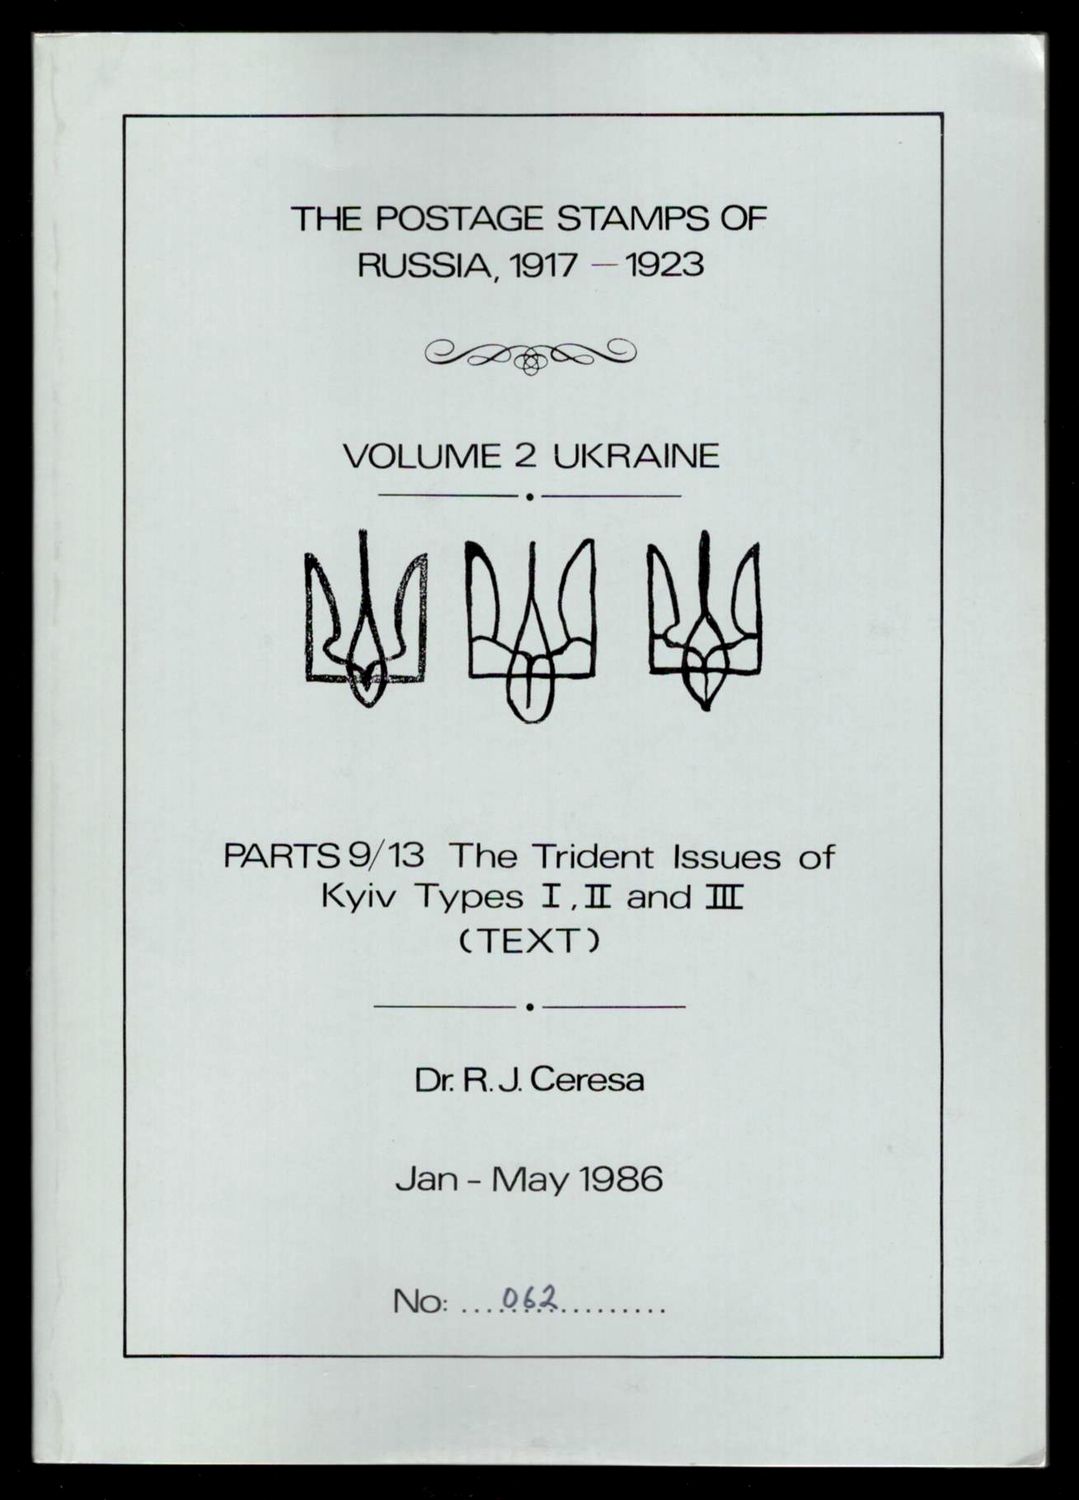 THE POSTAGE STAMPS OF
RUSSIA, 1917 — 1923
VOLUME 2 UKRAINE
PARTS 9/13 The Trident Issues of
Kyiv Types I, II and III
(TEXT)
Dr. R. J. Ceresa
Jan - May 1986
No: ....062..........